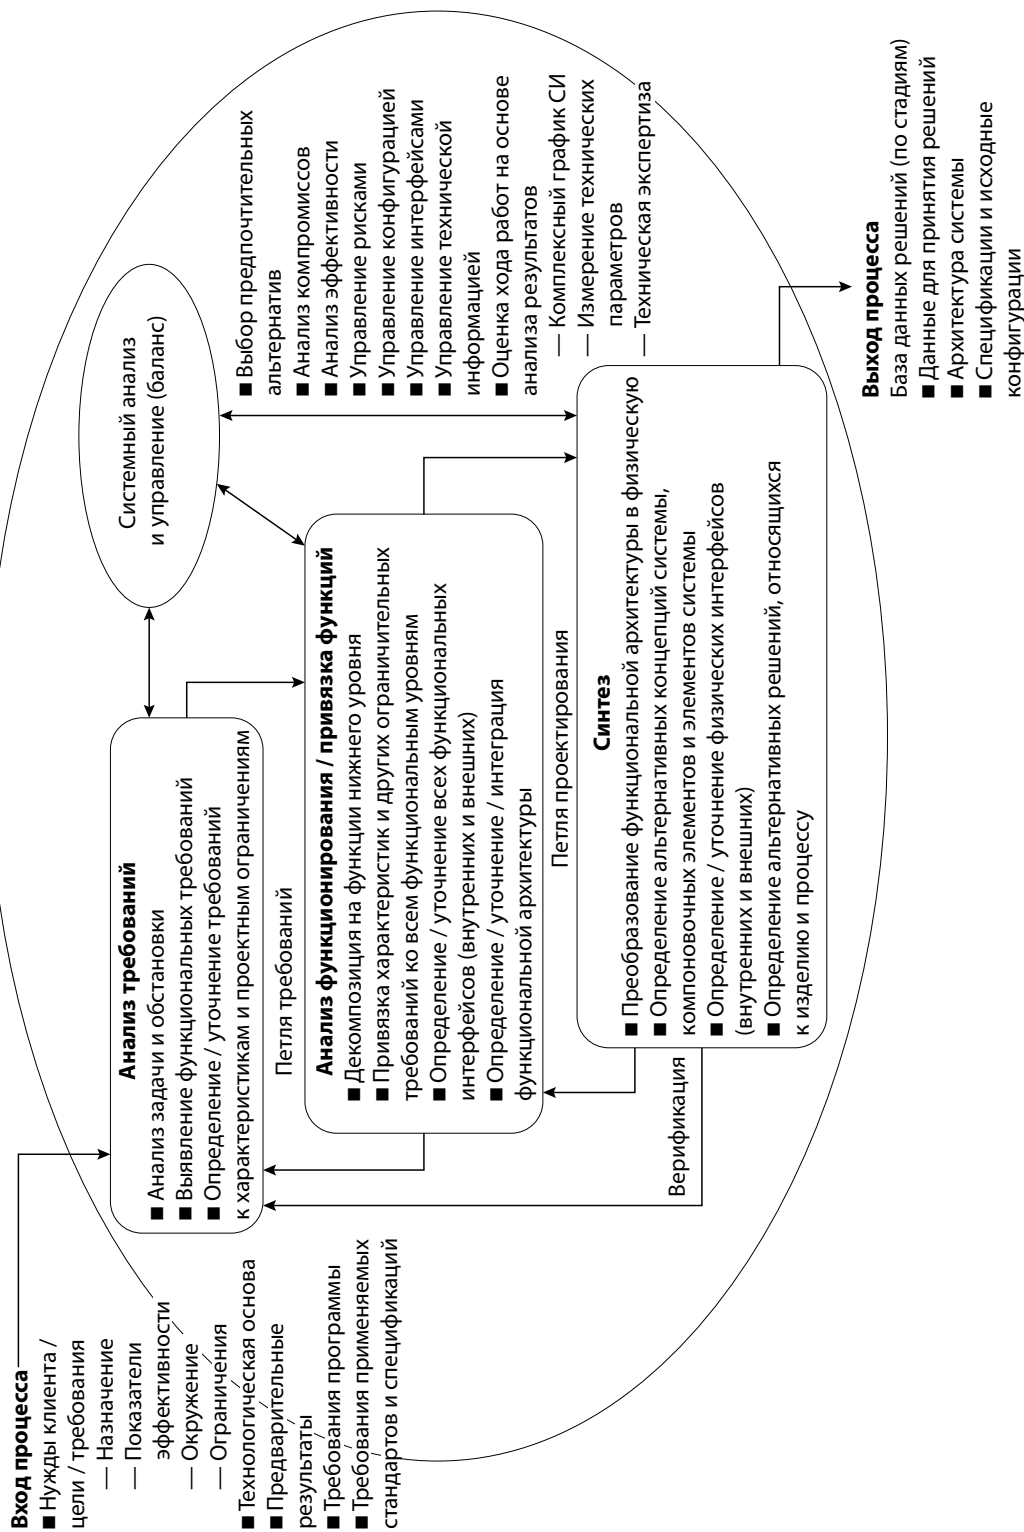 Вход процесса
■ Нужды клиента /
цели / требования
— Назначение
— Показатели
эффективности
— Окружение
— Ограничения
■ Технологическая основа
■ Предварительные
результаты
■ Требования программы
■ Требования применяемых
стандартов и спецификаций
Анализ требований
■ Анализ задачи и обстановки
■ Выявление функциональных требований
■ Определение / уточнение требований
к характеристикам и проектным ограничениям
Петля требований
Системный анализ
и управление (баланс)
■ Выбор предпочтительных
альтернатив
■ Анализ компромиссов
■ Анализ эффективности
■ Управление рисками
■ Управление конфигурацией
■ Управление интерфейсами
■ Управление технической
информацией
■ Оценка хода работ на основе
анализа результатов
— Комплексный график СИ
— Измерение технических
параметров
— Техническая экспертиза
Анализ функционирования / привязка функций
■ Декомпозиция на функции нижнего уровня
■ Привязка характеристик и других ограничительных
требований ко всем функциональным уровням
■ Определение / уточнение всех функциональных
интерфейсов (внутренних и внешних)
■ Определение / уточнение / интеграция
функциональной архитектуры
Петля проектирования
Синтез
■ Преобразование функциональной архитектуры в физическую
■ Определение альтернативных концепций системы,
компоновочных элементов и элементов системы
■ Определение / уточнение физических интерфейсов
(внутренних и внешних)
■ Определение альтернативных решений, относящихся
к изделию и процессу
Верификация
Выход процесса
База данных решений (по стадиям)
■ Данные для принятия решений
■ Архитектура системы
■ Спецификации и исходные
конфигурации